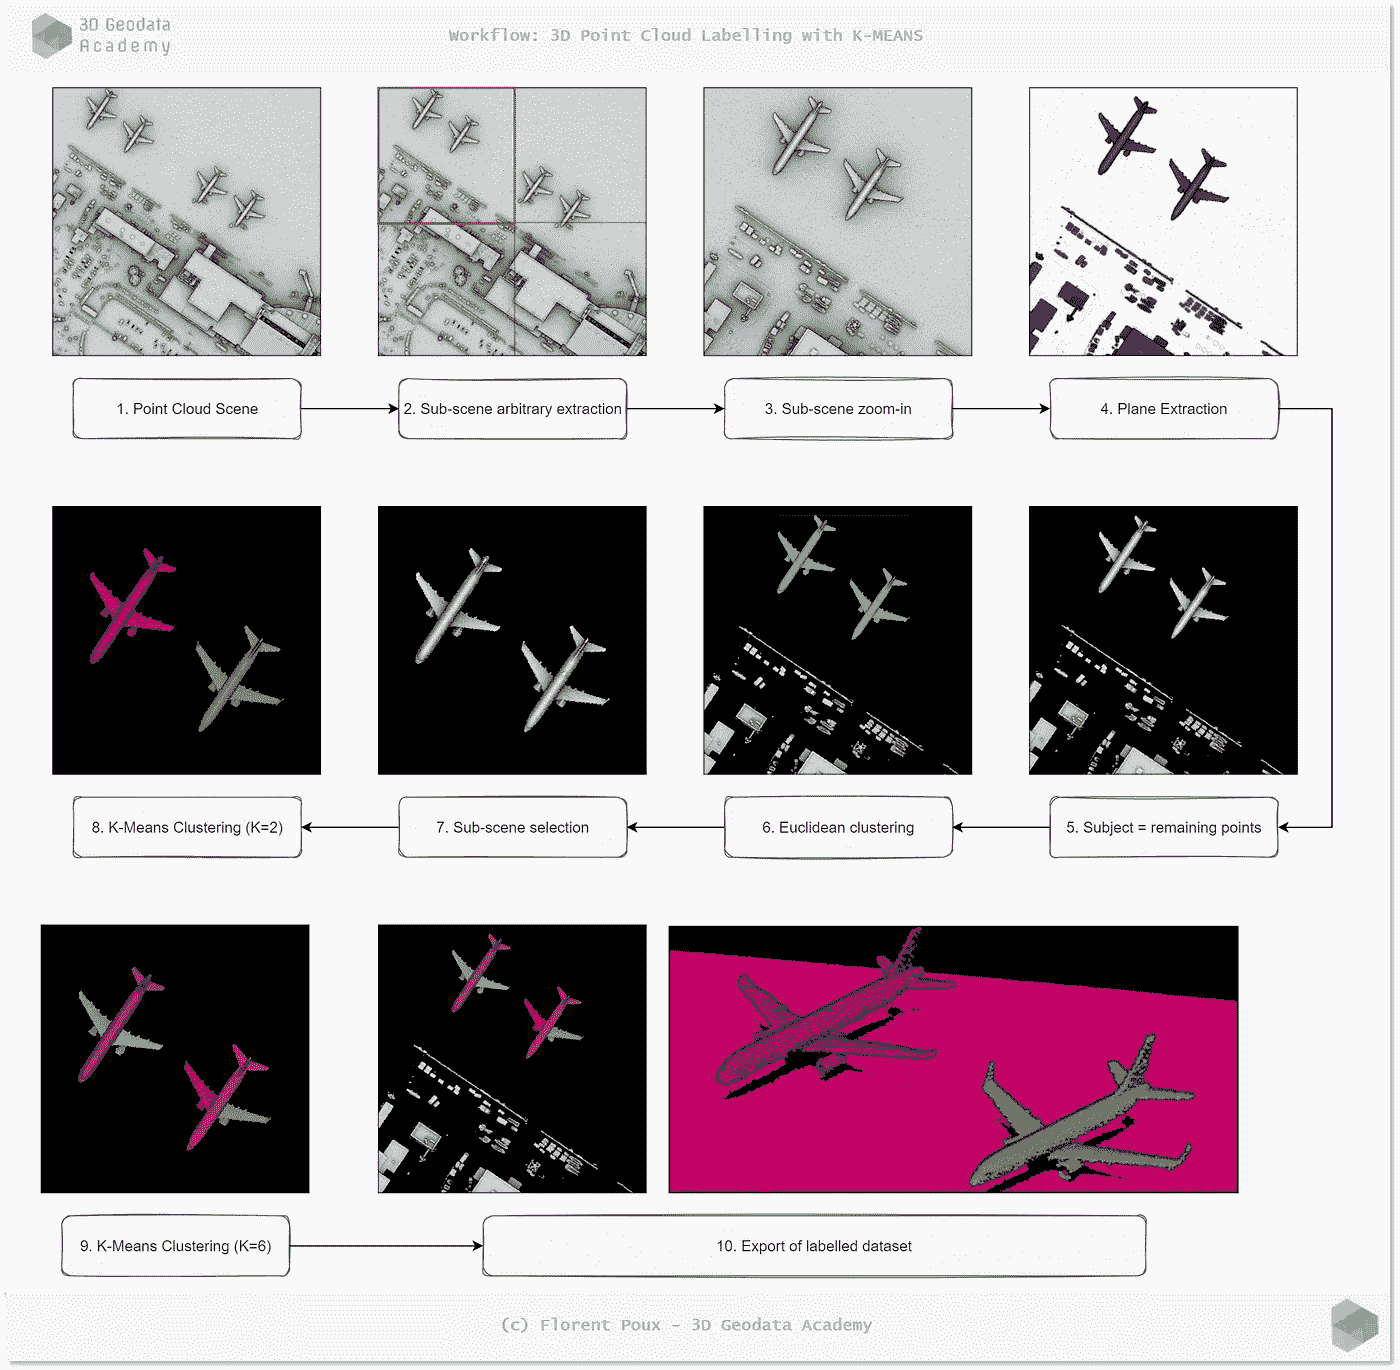 3D Geodata
Academy
Workflow: 3D Point Cloud Labelling with K-MEANS
1. Point Cloud Scene
2. Sub-scene arbitrary extraction
3. Sub-scene zoom-in
4. Plane Extraction
8. K-Means Clustering (K=2)
7. Sub-scene selection
6. Euclidean clustering
5. Subject = remaining points
9. K-Means Clustering (K=6)
10. Export of labelled dataset
(c) Florent Poux - 3D Geodata Academy